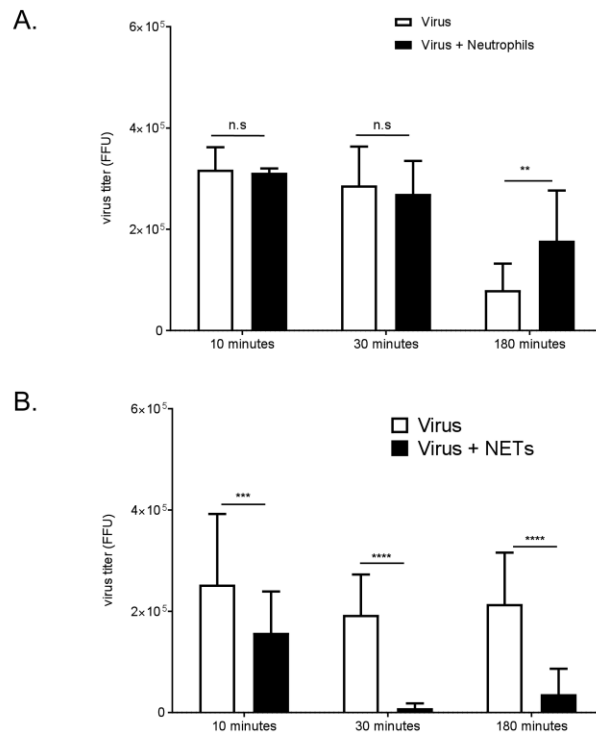 A.
Virus
Virus + Neutrophils
virus titer (FFU)
6×10⁵
4×10⁵
2×10⁵
0
n.s
n.s
**
10 minutes 30 minutes 180 minutes
B.
Virus
Virus + NETs
virus titer (FFU)
6×10⁵
4×10⁵
2×10⁵
0
***
****
****
10 minutes 30 minutes 180 minutes